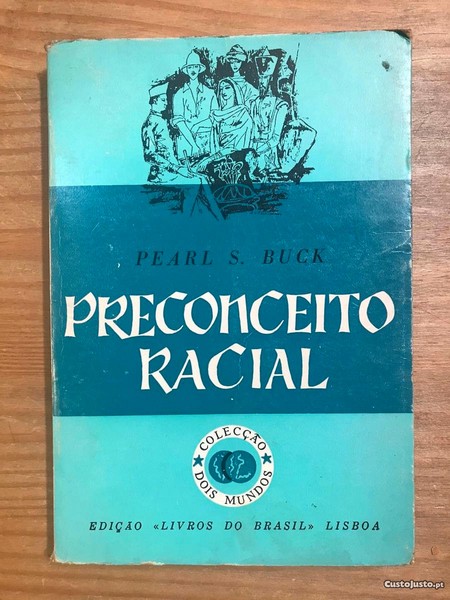 PEARL S. BUCK
PRECONCEITO
RACIAL
COLECÇÃO
DOIS MUNDOS
EDIÇÃO «LIVROS DO BRASIL» LISBOA
CustoJusto.pt